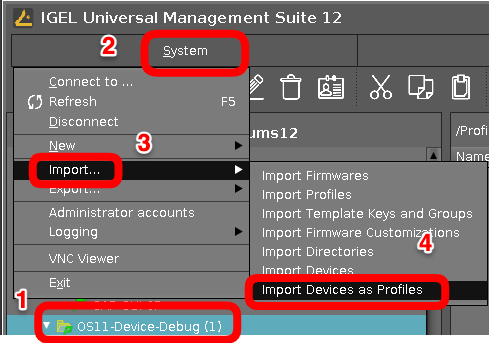 IGEL Universal Management Suite 12
2
System
Connect to ...
Refresh F5
Disconnect
New
3
Import...
Export...
Administrator accounts
Logging
VNC Viewer
Exit
ums12
/Profi
Name
Import Firmwares
Import Profiles
Import Template Keys and Groups
Import Firmware Customizations
4
Import Directories
Import Devices
Import Devices as Profiles
1
OS11-Device-Debug (1)